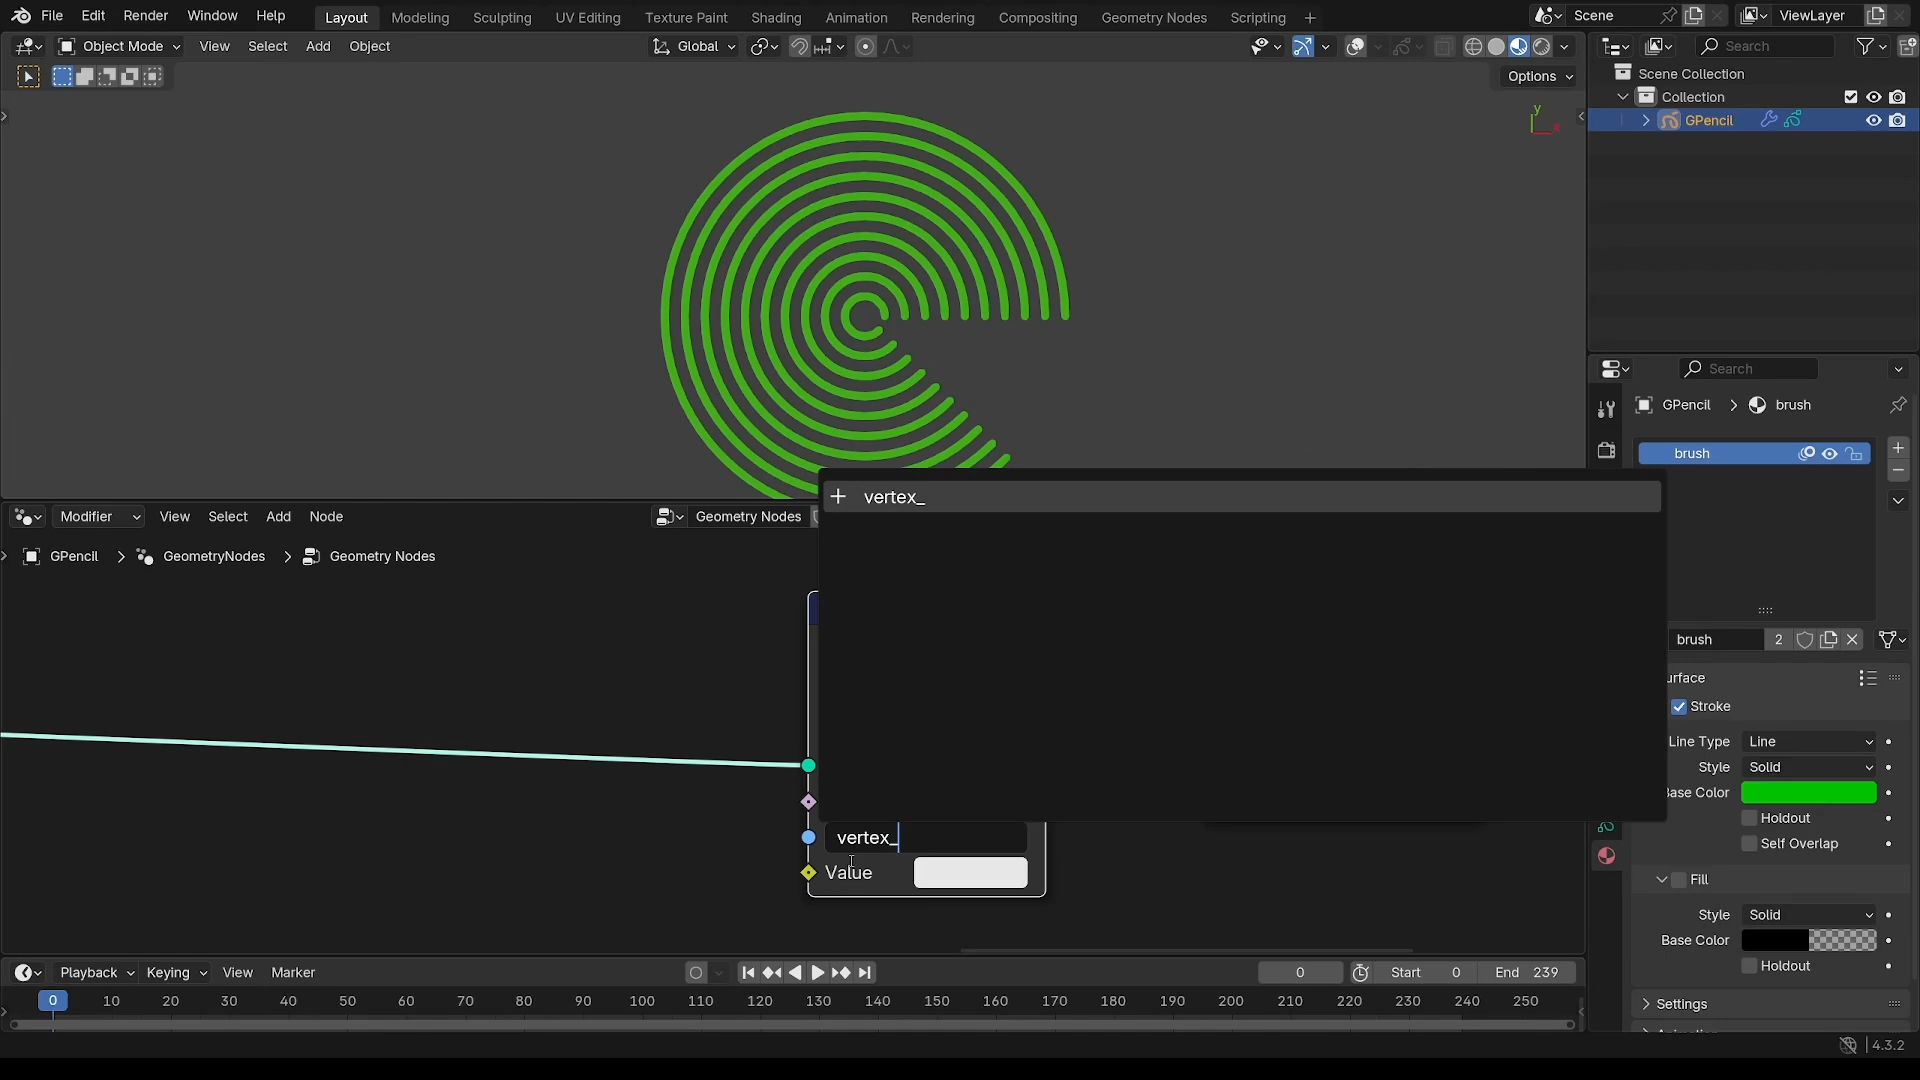 File Edit Render Window Help Layout Modeling Sculpting UV Editing Texture Paint Shading Animation Rendering Compositing Geometry Nodes Scripting + Scene ViewLayer
Object Mode View Select Add Object Global Search
Options
Scene Collection
Collection
GPencil
y
x
Search
GPencil > brush
brush
+ vertex_
Modifier View Select Add Node Geometry Nodes
GPencil > GeometryNodes > Geometry Nodes
brush 2
urface
Stroke
Line Type Line
Style Solid
Base Color
Holdout
Self Overlap
vertex_
Value
Fill
Style Solid
Base Color
Holdout
Playback Keying View Marker 0 Start 0 End 239
0 10 20 30 40 50 60 70 80 90 100 110 120 130 140 150 160 170 180 190 200 210 220 230 240 250
Settings
4.3.2